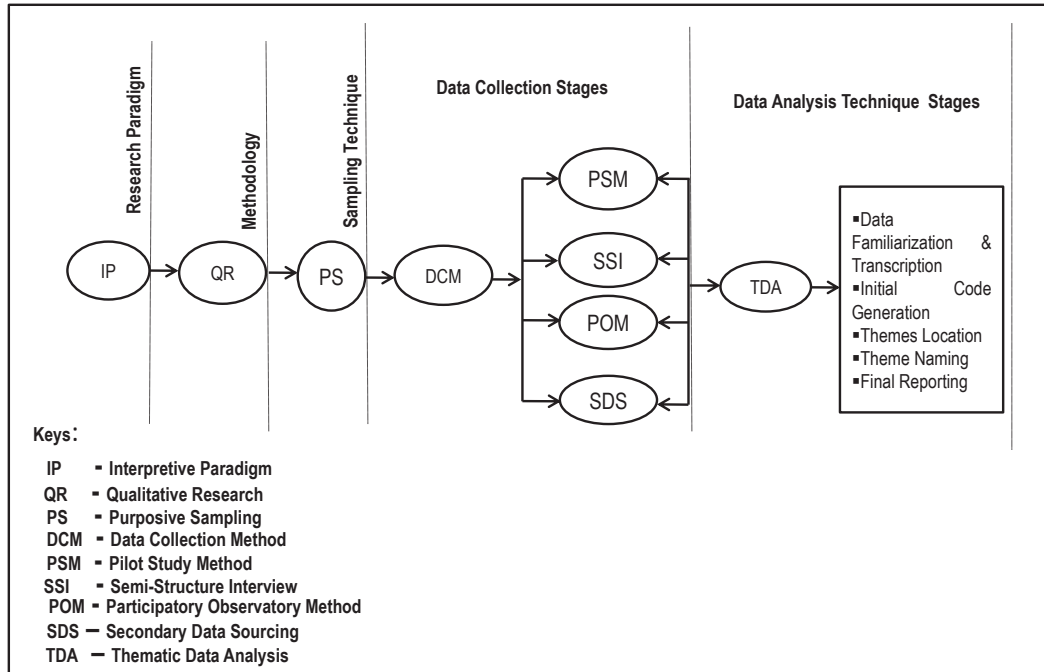 Research Paradigm
Methodology
Sampling Technique
Data Collection Stages
Data Analysis Technique Stages
IP
QR
PS
DCM
PSM
SSI
POM
SDS
TDA
▪Data
Familiarization &
Transcription
▪Initial Code
Generation
▪Themes Location
▪Theme Naming
▪Final Reporting
Keys:
IP - Interpretive Paradigm
QR - Qualitative Research
PS - Purposive Sampling
DCM - Data Collection Method
PSM - Pilot Study Method
SSI - Semi-Structure Interview
POM - Participatory Observatory Method
SDS – Secondary Data Sourcing
TDA – Thematic Data Analysis